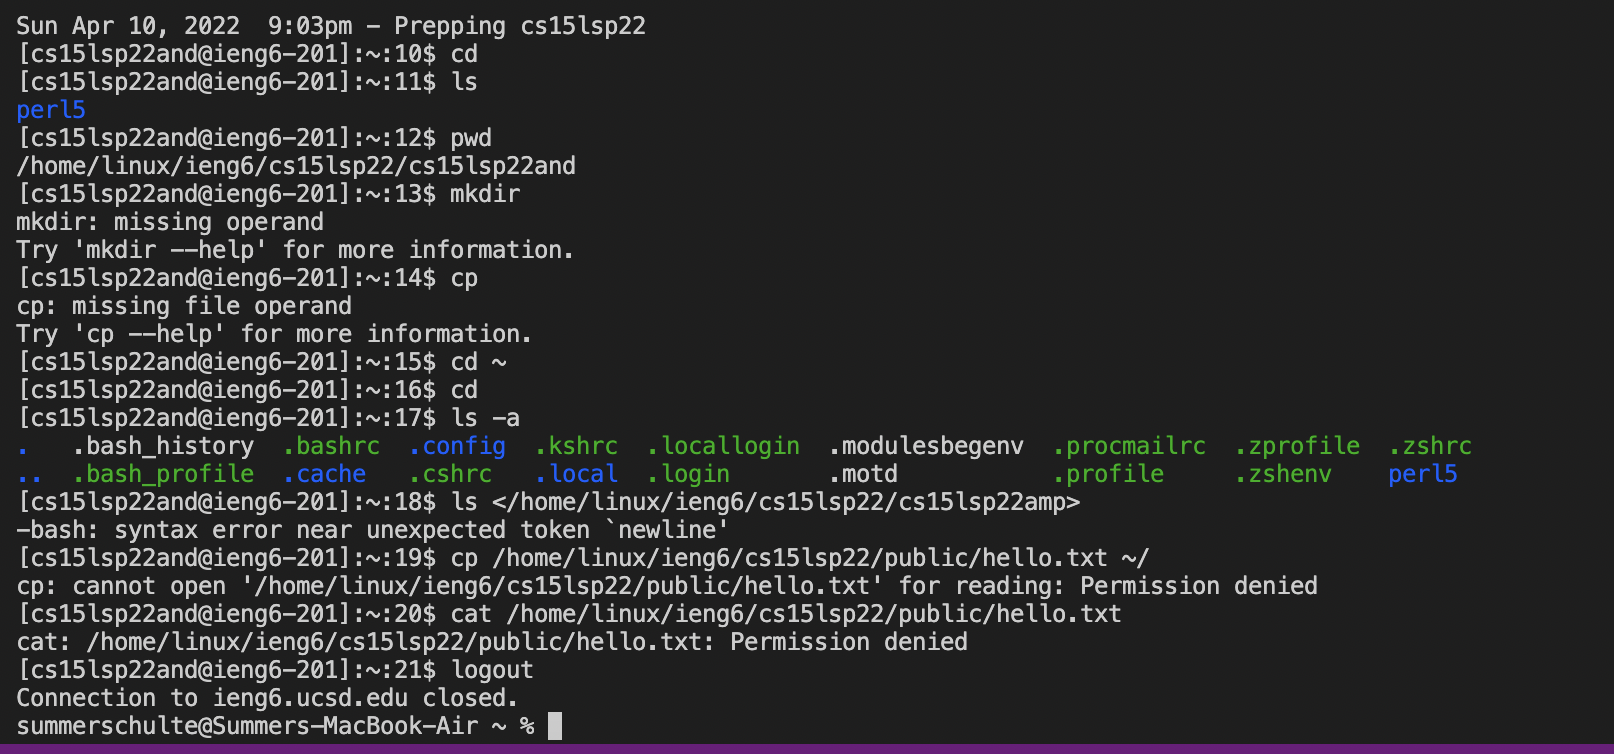 Sun Apr 10, 2022  9:03pm - Prepping cs15lsp22
[cs15lsp22and@ieng6-201]:~:10$ cd
[cs15lsp22and@ieng6-201]:~:11$ ls
perl5
[cs15lsp22and@ieng6-201]:~:12$ pwd
/home/linux/ieng6/cs15lsp22/cs15lsp22and
[cs15lsp22and@ieng6-201]:~:13$ mkdir
mkdir: missing operand
Try 'mkdir --help' for more information.
[cs15lsp22and@ieng6-201]:~:14$ cp
cp: missing file operand
Try 'cp --help' for more information.
[cs15lsp22and@ieng6-201]:~:15$ cd ~
[cs15lsp22and@ieng6-201]:~:16$ cd
[cs15lsp22and@ieng6-201]:~:17$ ls -a
.   .bash_history  .bashrc  .config  .kshrc  .locallogin  .modulesbegenv  .procmailrc  .zprofile  .zshrc
..  .bash_profile  .cache   .cshrc   .local  .login       .motd           .profile     .zshenv    perl5
[cs15lsp22and@ieng6-201]:~:18$ ls </home/linux/ieng6/cs15lsp22/cs15lsp22amp>
-bash: syntax error near unexpected token `newline'
[cs15lsp22and@ieng6-201]:~:19$ cp /home/linux/ieng6/cs15lsp22/public/hello.txt ~/
cp: cannot open '/home/linux/ieng6/cs15lsp22/public/hello.txt' for reading: Permission denied
[cs15lsp22and@ieng6-201]:~:20$ cat /home/linux/ieng6/cs15lsp22/public/hello.txt
cat: /home/linux/ieng6/cs15lsp22/public/hello.txt: Permission denied
[cs15lsp22and@ieng6-201]:~:21$ logout
Connection to ieng6.ucsd.edu closed.
summerschulte@Summers-MacBook-Air ~ %